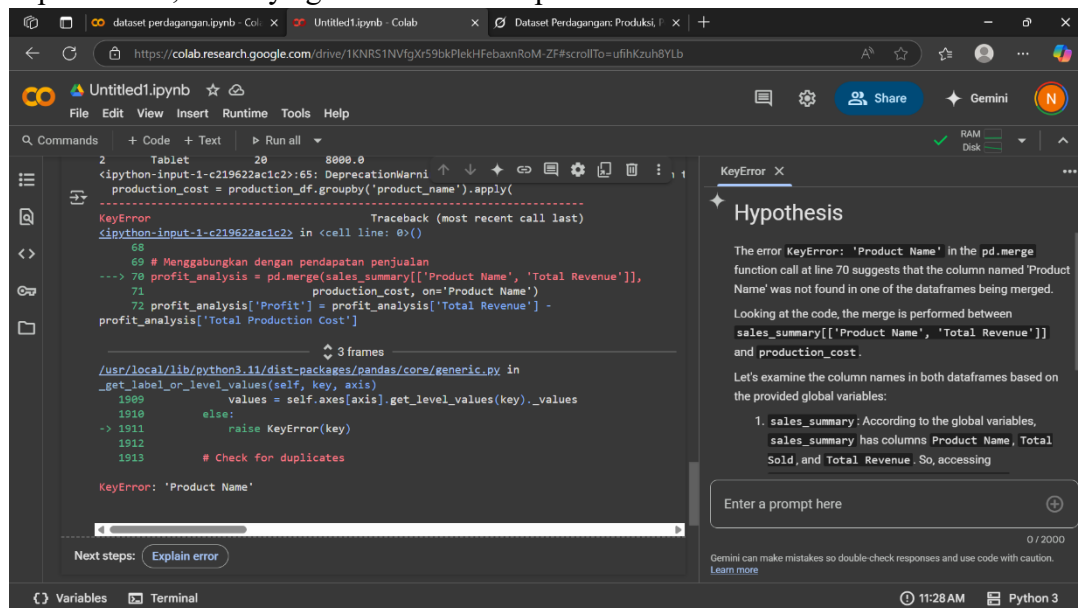 dataset perdagangan.ipynb - Col
Untitled1.ipynb - Colab
Dataset Perdagangan: Produksi, P
https://colab.research.google.com/drive/1KNRS1NVfgXr59bkPlekHFebaxnRoM-ZF#scrollTo=ufihKzuh8YLb
CO
Untitled1.ipynb
Share
Gemini
N
File Edit View Insert Runtime Tools Help
Commands + Code + Text Run all
RAM
Disk
2 Tablet 20 8000.0
<ipython-input-1-c219622ac1c2>:65: DeprecationWarni
production_cost = production_df.groupby('product_name').apply(
---------------------------------------------------------------------------
KeyError Traceback (most recent call last)
<ipython-input-1-c219622ac1c2> in <cell line: 0>()
68
69 # Menggabungkan dengan pendapatan penjualan
---> 70 profit_analysis = pd.merge(sales_summary[['Product Name', 'Total Revenue']],
71 production_cost, on='Product Name')
72 profit_analysis['Profit'] = profit_analysis['Total Revenue'] -
profit_analysis['Total Production Cost']
3 frames
/usr/local/lib/python3.11/dist-packages/pandas/core/generic.py in
_get_label_or_level_values(self, key, axis)
1909 values = self.axes[axis].get_level_values(key)._values
1910 else:
-> 1911 raise KeyError(key)
1912
1913 # Check for duplicates
KeyError: 'Product Name'
Next steps: Explain error
KeyError
Hypothesis
The error KeyError: 'Product Name' in the pd.merge
function call at line 70 suggests that the column named 'Product
Name' was not found in one of the dataframes being merged.
Looking at the code, the merge is performed between
sales_summary[['Product Name', 'Total Revenue']]
and production_cost.
Let's examine the column names in both dataframes based on
the provided global variables:
1. sales_summary: According to the global variables,
sales_summary has columns Product Name, Total
Sold, and Total Revenue. So, accessing
Enter a prompt here
0 / 2000
Gemini can make mistakes so double-check responses and use code with caution.
Learn more
{} Variables Terminal
11:28 AM Python 3